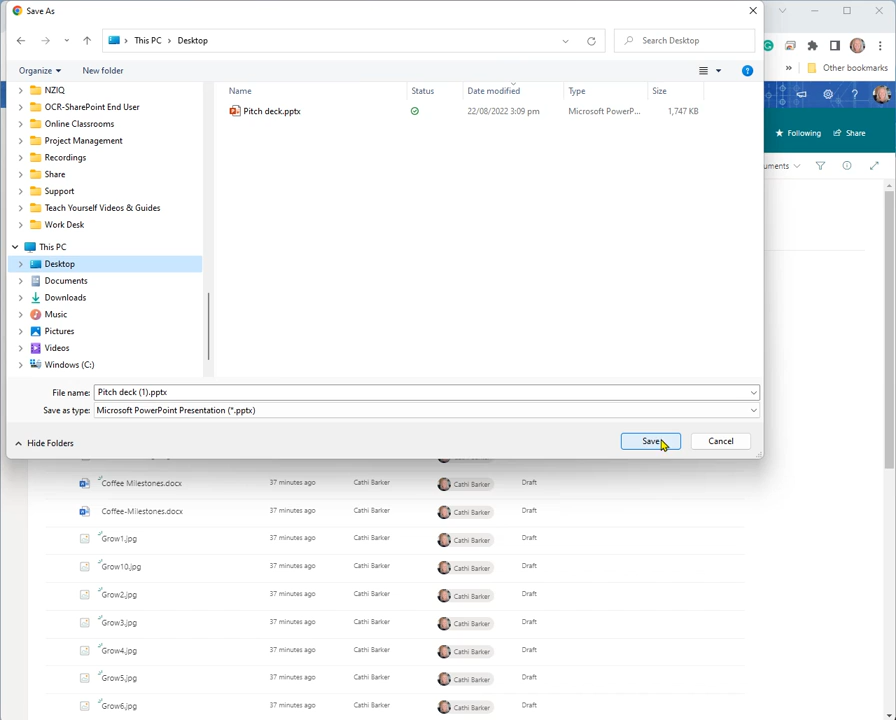 Save As
This PC > Desktop
Search Desktop
Organize
New folder
Name
Status
Date modified
Type
Size
NZIQ
OCR-SharePoint End User
Online Classrooms
Project Management
Recordings
Share
Support
Teach Yourself Videos & Guides
Work Desk
This PC
Desktop
Documents
Downloads
Music
Pictures
Videos
Windows (C:)
Pitch deck.pptx
22/08/2022 3:09 pm
Microsoft PowerP...
1,747 KB
File name:
Pitch deck (1).pptx
Save as type:
Microsoft PowerPoint Presentation (*.pptx)
Hide Folders
Save
Cancel
Other bookmarks
Following
Share
Coffee Milestones.docx 37 minutes ago Cathi Barker Cathi Barker Draft
Coffee-Milestones.docx 37 minutes ago Cathi Barker Cathi Barker Draft
Grow1.jpg 37 minutes ago Cathi Barker Cathi Barker Draft
Grow10.jpg 37 minutes ago Cathi Barker Cathi Barker Draft
Grow2.jpg 37 minutes ago Cathi Barker Cathi Barker Draft
Grow3.jpg 37 minutes ago Cathi Barker Cathi Barker Draft
Grow4.jpg 37 minutes ago Cathi Barker Cathi Barker Draft
Grow5.jpg 37 minutes ago Cathi Barker Cathi Barker Draft
Grow6.jpg 37 minutes ago Cathi Barker Cathi Barker Draft